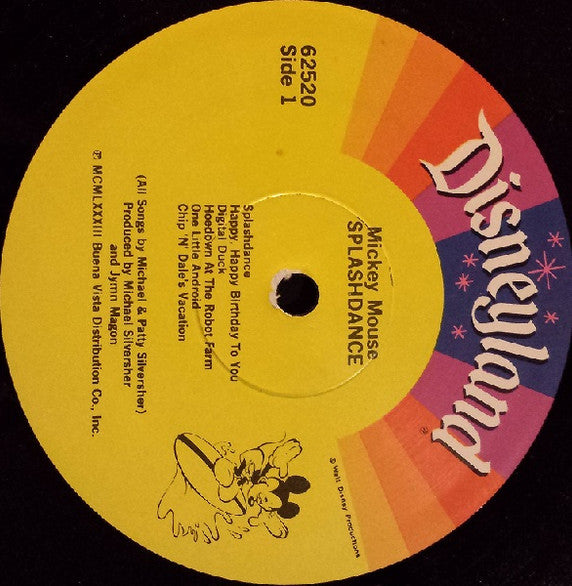 Disneyland
®
Mickey Mouse
SPLASHDANCE
62520
Side 1
Splashdance
Happy, Happy Birthday To You
Digital Duck
Hoedown At The Robot Farm
One Little Android
Chip 'N' Dale's Vacation
(All Songs by Michael & Patty Silversher)
Produced by Michael Silversher
and Jymn Magon
℗ MCMLXXXIII Buena Vista Distribution Co., Inc.
© Walt Disney Productions